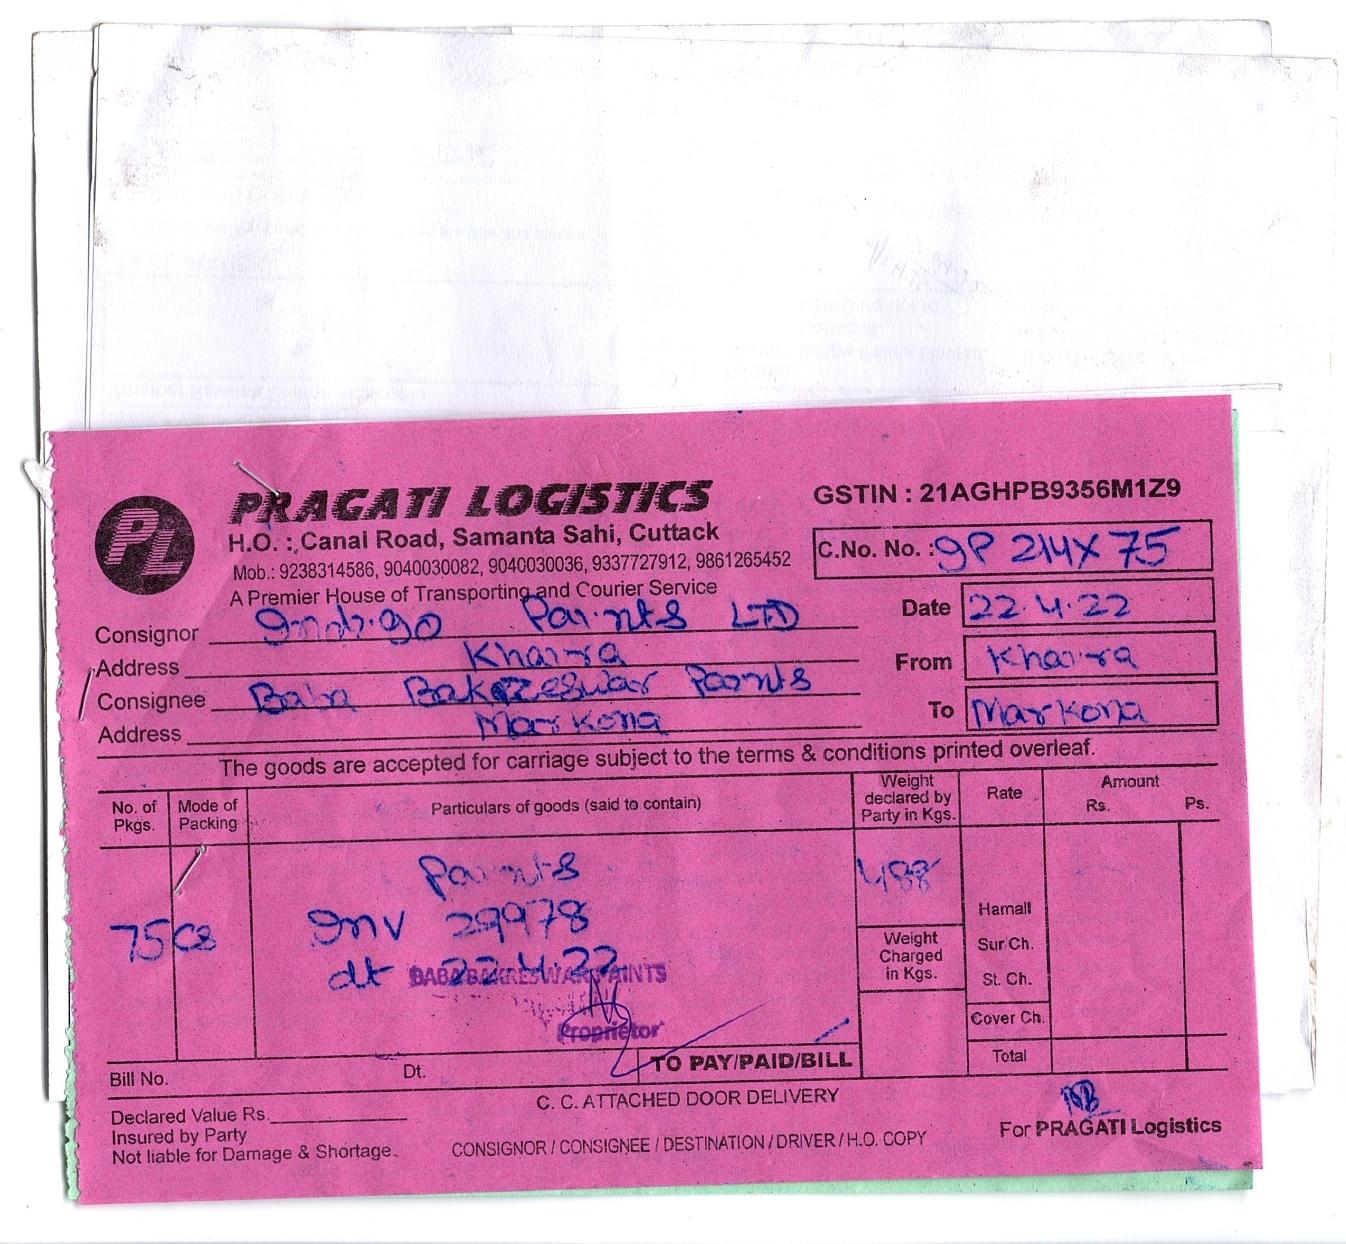 PL
PRAGATI LOGISTICS
H.O. : Canal Road, Samanta Sahi, Cuttack
Mob.: 9238314586, 9040030082, 9040030036, 9337727912, 9861265452
A Premier House of Transporting and Courier Service
GSTIN : 21AGHPB9356M1Z9
C.No. No. : 75
Date 22.4.22
Consignor Indigo Paints LTD
Address Khaira
From Khaira
Consignee Baba Bakreswar Paints
Address Markona
To Markona
The goods are accepted for carriage subject to the terms & conditions printed overleaf.
No. of Pkgs. Mode of Packing Particulars of goods (said to contain) Weight declared by Party in Kgs. Rate Amount Rs. Ps.
Paints
488
75 cs Inv 29978
dt 22.4.22
BABA BAKRESWAR PAINTS
Proprietor
Weight Charged in Kgs.
Hamali
Sur Ch.
St. Ch.
Cover Ch.
Total
Bill No. Dt. TO PAY/PAID/BILL
Declared Value Rs.
Insured by Party
Not liable for Damage & Shortage.
C. C. ATTACHED DOOR DELIVERY
CONSIGNOR / CONSIGNEE / DESTINATION / DRIVER / H.O. COPY
For PRAGATI Logistics